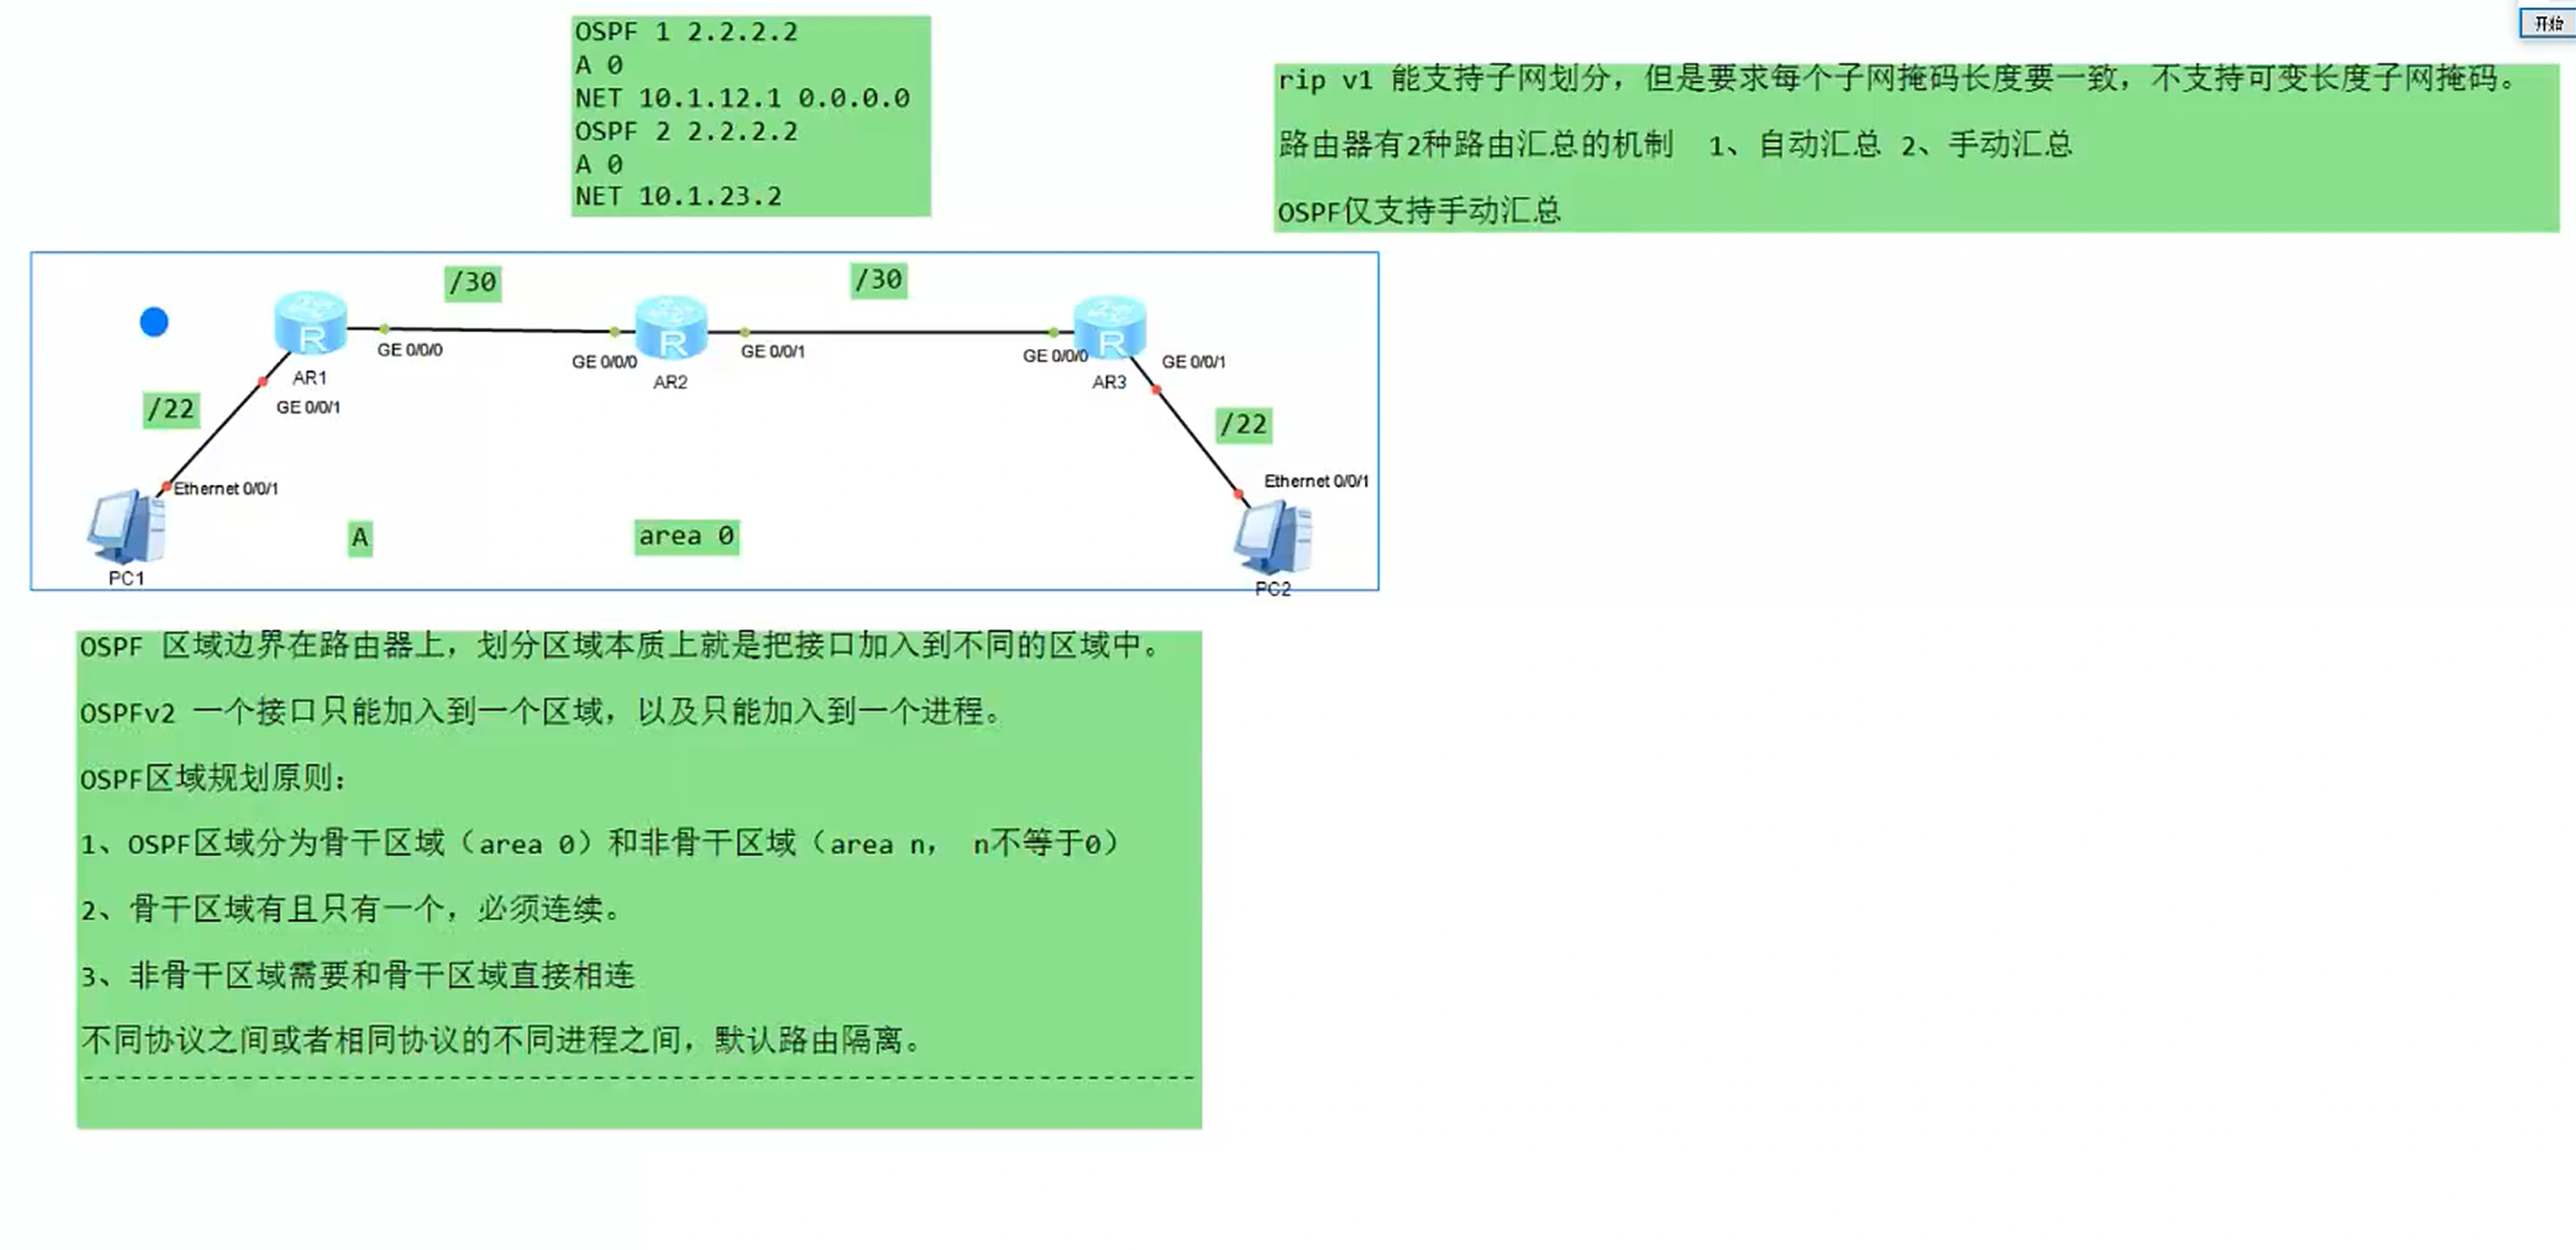 开始
OSPF 1 2.2.2.2
A 0
NET 10.1.12.1 0.0.0.0
OSPF 2 2.2.2.2
A 0
NET 10.1.23.2
rip v1 能支持子网划分，但是要求每个子网掩码长度要一致，不支持可变长度子网掩码。
路由器有2种路由汇总的机制 1、自动汇总 2、手动汇总
OSPF仅支持手动汇总
/30
/30
R
R
R
GE 0/0/0
GE 0/0/0
GE 0/0/1
GE 0/0/0
GE 0/0/1
AR1
AR2
AR3
GE 0/0/1
/22
/22
Ethernet 0/0/1
Ethernet 0/0/1
A
area 0
PC1
PC2
OSPF 区域边界在路由器上，划分区域本质上就是把接口加入到不同的区域中。
OSPFv2 一个接口只能加入到一个区域，以及只能加入到一个进程。
OSPF区域规划原则：
1、OSPF区域分为骨干区域（area 0）和非骨干区域（area n， n不等于0）
2、骨干区域有且只有一个，必须连续。
3、非骨干区域需要和骨干区域直接相连
不同协议之间或者相同协议的不同进程之间，默认路由隔离。
----------------------------------------------------------------------